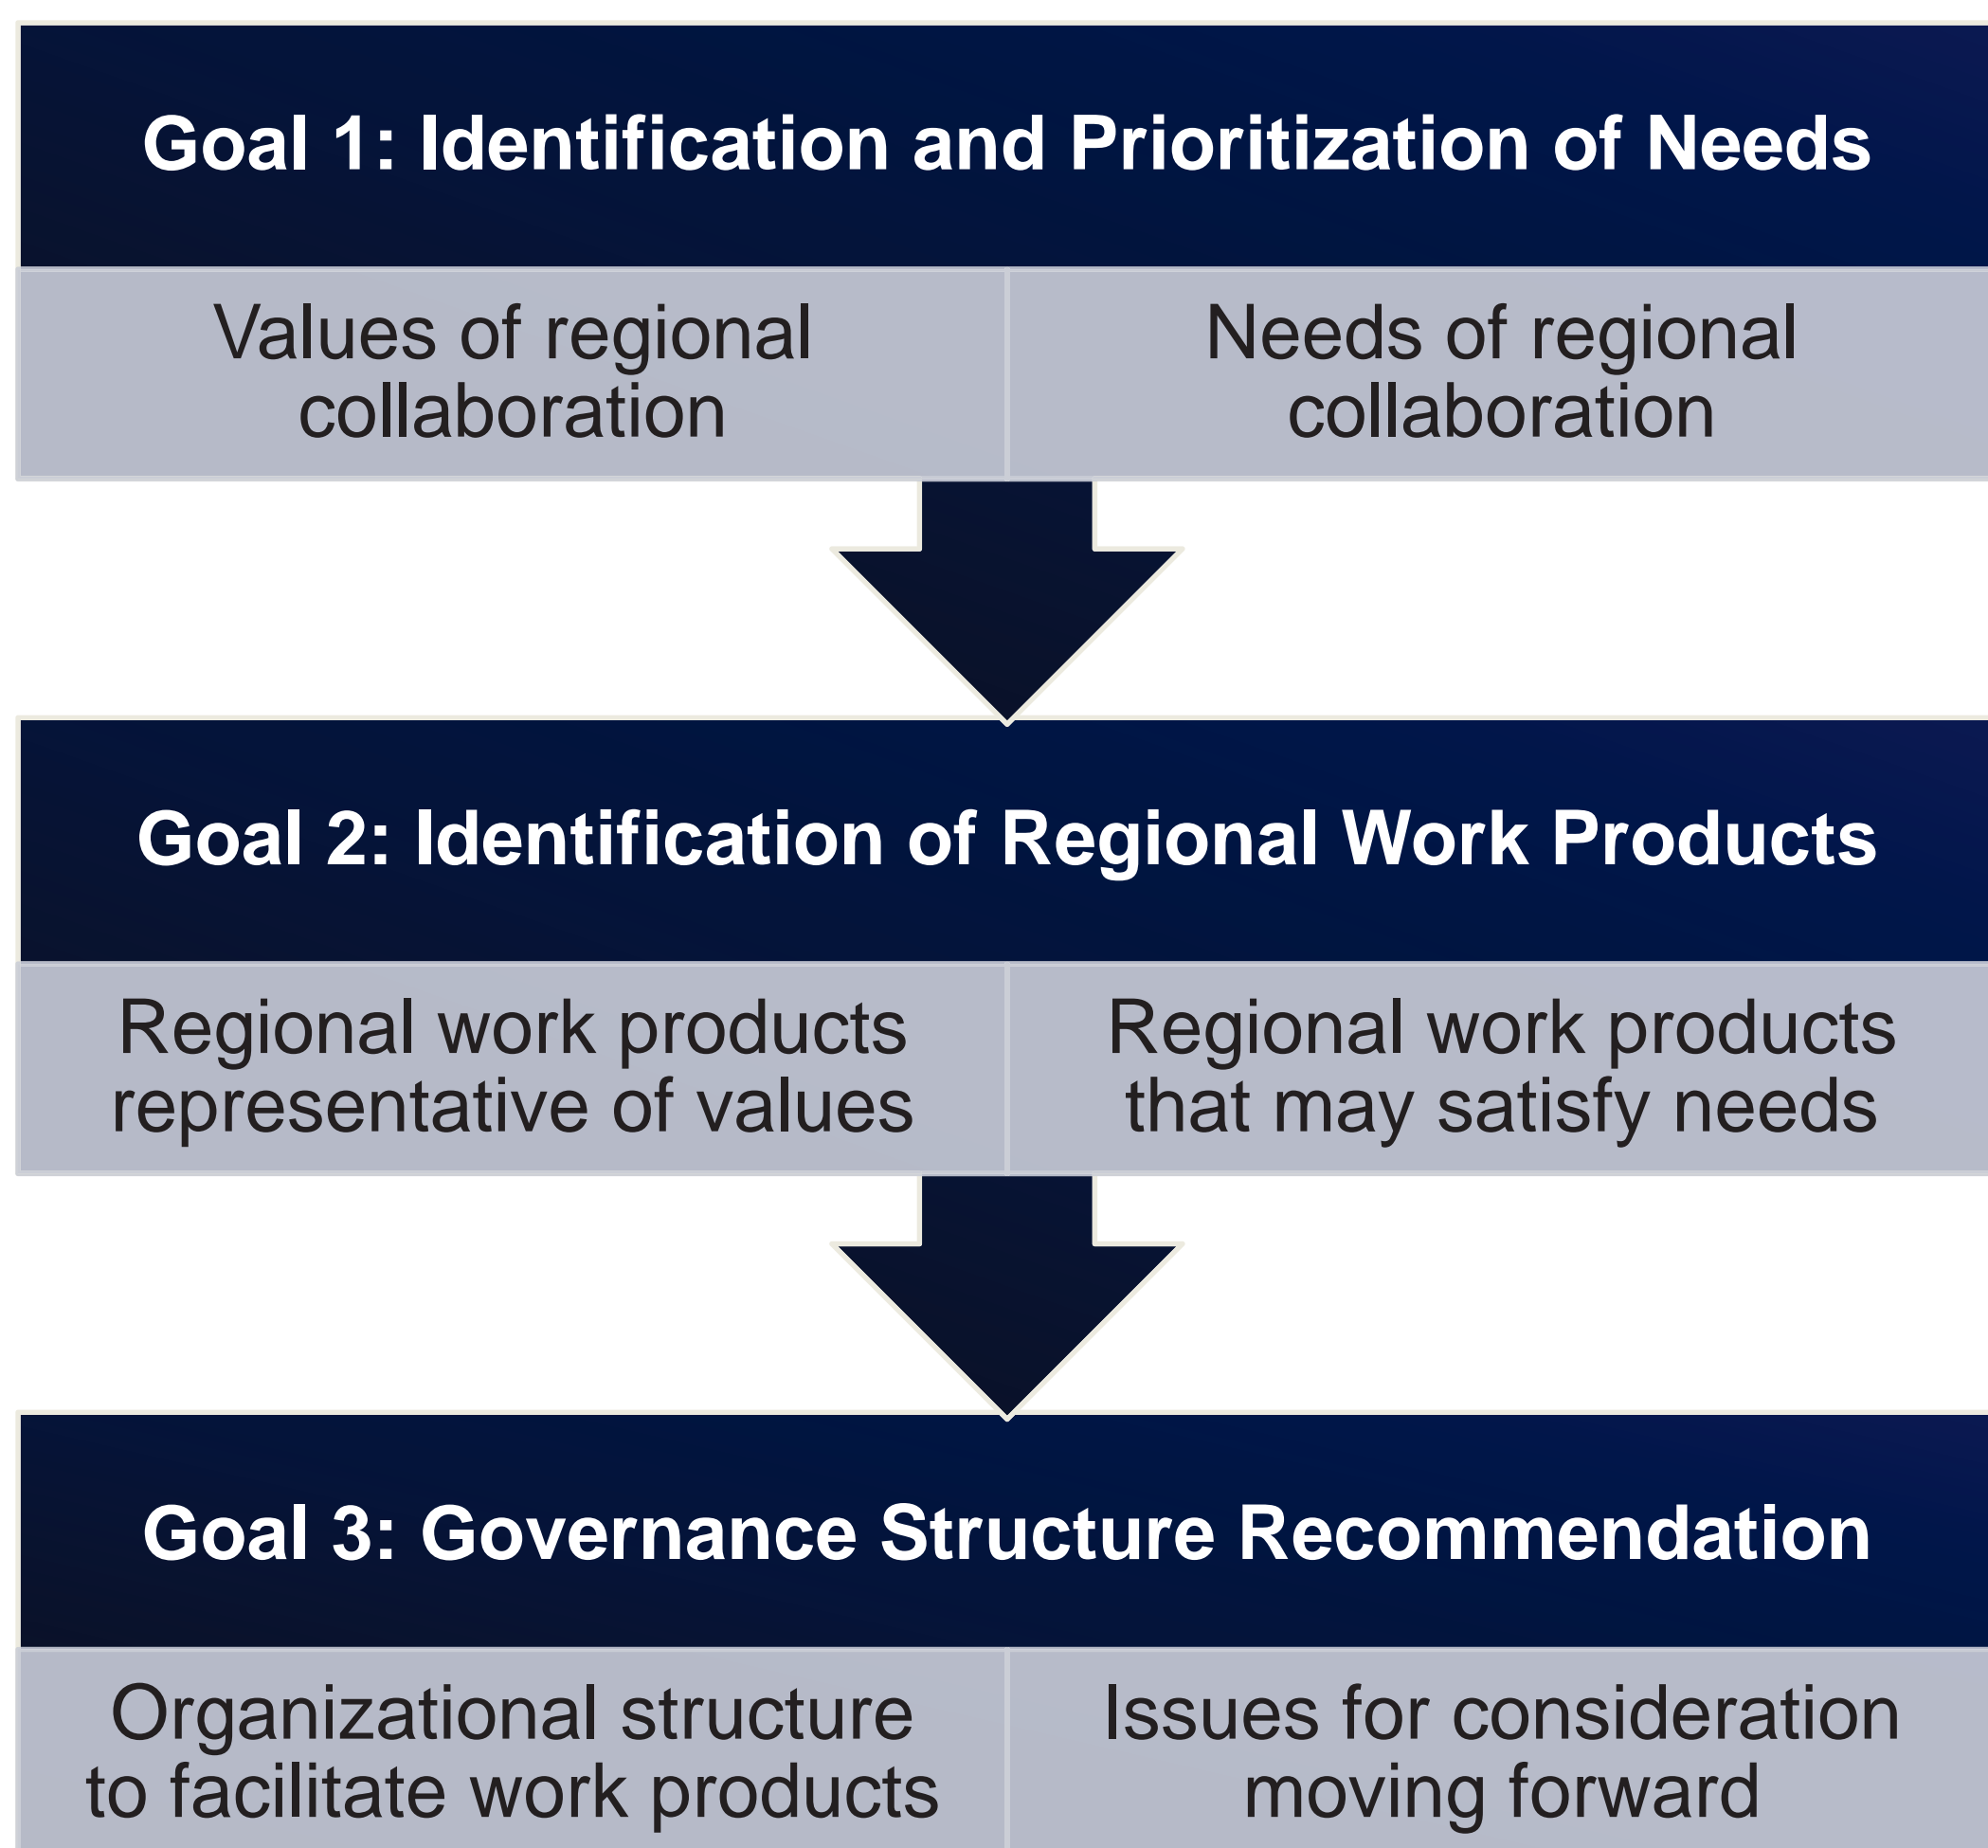 Goal 1: Identification and Prioritization of Needs
Values of regional
collaboration
Needs of regional
collaboration
Goal 2: Identification of Regional Work Products
Regional work products
representative of values
Regional work products
that may satisfy needs
Goal 3: Governance Structure Recommendation
Organizational structure
to facilitate work products
Issues for consideration
moving forward